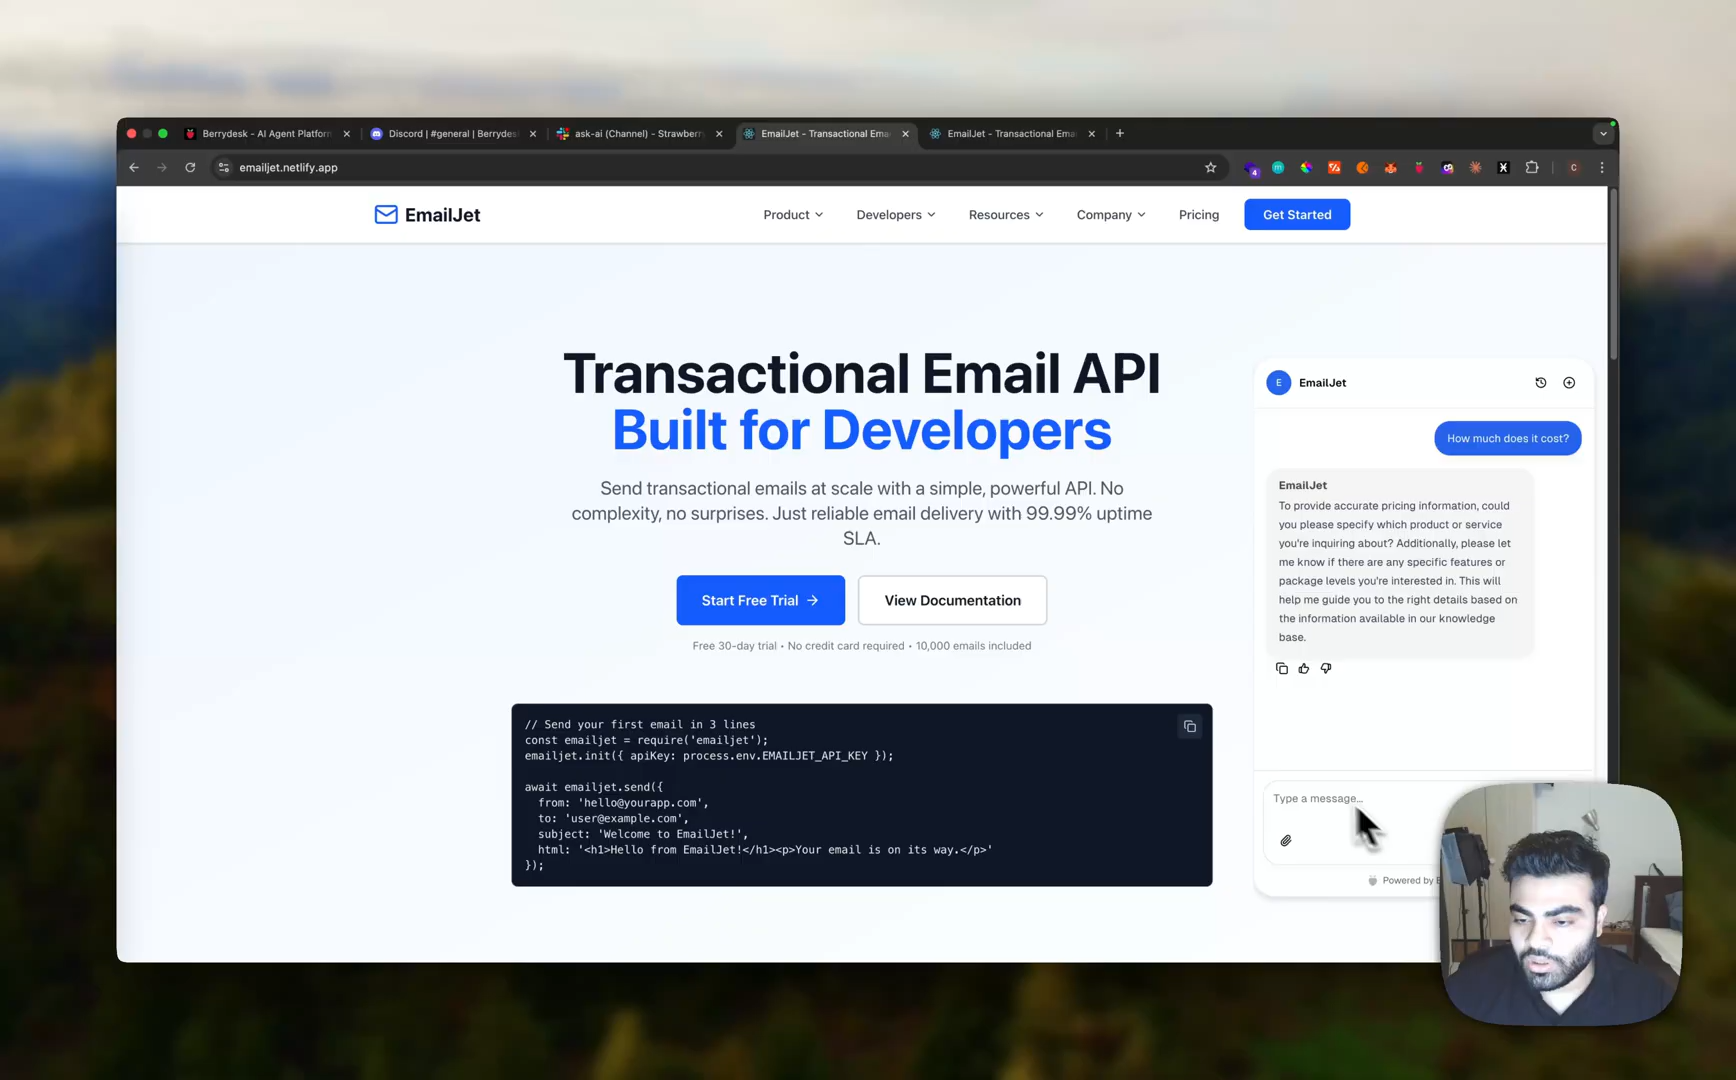 Berrydesk - AI Agent Platform
Discord | #general | Berrydes
ask-ai (Channel) - Strawberr
EmailJet - Transactional Ema
EmailJet - Transactional Ema
emailjet.netlify.app
4
C
EmailJet
Product
Developers
Resources
Company
Pricing
Get Started
Transactional Email API
Built for Developers
Send transactional emails at scale with a simple, powerful API. No
complexity, no surprises. Just reliable email delivery with 99.99% uptime
SLA.
Start Free Trial →
View Documentation
Free 30-day trial • No credit card required • 10,000 emails included
// Send your first email in 3 lines
const emailjet = require('emailjet');
emailjet.init({ apiKey: process.env.EMAILJET_API_KEY });
await emailjet.send({
from: 'hello@yourapp.com',
to: 'user@example.com',
subject: 'Welcome to EmailJet!',
html: '<h1>Hello from EmailJet!</h1><p>Your email is on its way.</p>'
});
E
EmailJet
How much does it cost?
EmailJet
To provide accurate pricing information, could
you please specify which product or service
you're inquiring about? Additionally, please let
me know if there are any specific features or
package levels you're interested in. This will
help me guide you to the right details based on
the information available in our knowledge
base.
Type a message...
Powered by